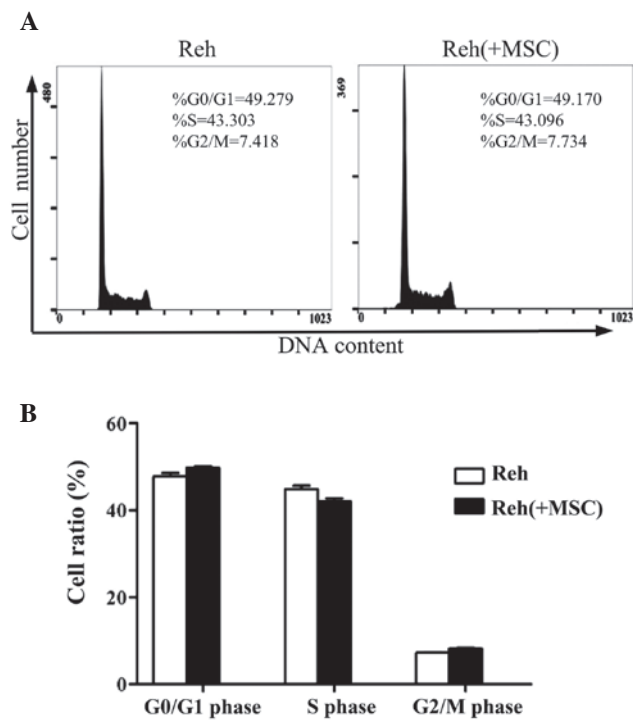 A
Reh
Reh(+MSC)
480
%G0/G1=49.279
%S=43.303
%G2/M=7.418
369
%G0/G1=49.170
%S=43.096
%G2/M=7.734
Cell number
0
1023
0
1023
DNA content
B
60
40
20
0
Cell ratio (%)
Reh
Reh(+MSC)
G0/G1 phase
S phase
G2/M phase